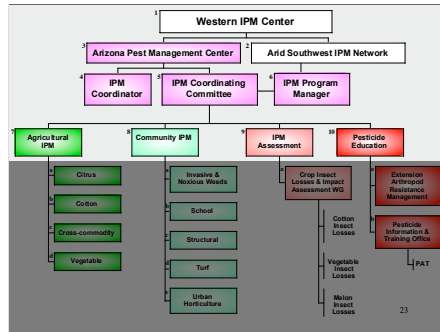 1
Western IPM Center
3
Arizona Pest Management Center
2
Arid Southwest IPM Network
4
IPM
Coordinator
5
IPM Coordinating
Committee
6
IPM Program
Manager
7
Agricultural
IPM
8
Community IPM
9
IPM
Assessment
10
Pesticide
Education
a
Citrus
b
Cotton
c
Cross-commodity
d
Vegetable
a
Invasive &
Noxious Weeds
b
School
c
Structural
d
Turf
e
Urban
Horticulture
a
Crop Insect
Losses & Impact
Assessment WG
Cotton
Insect
Losses
Vegetable
Insect
Losses
Melon
Insect
Losses
a
Extension
Arthropod
Resistance
Management
b
Pesticide
Information &
Training Office
PAT
23